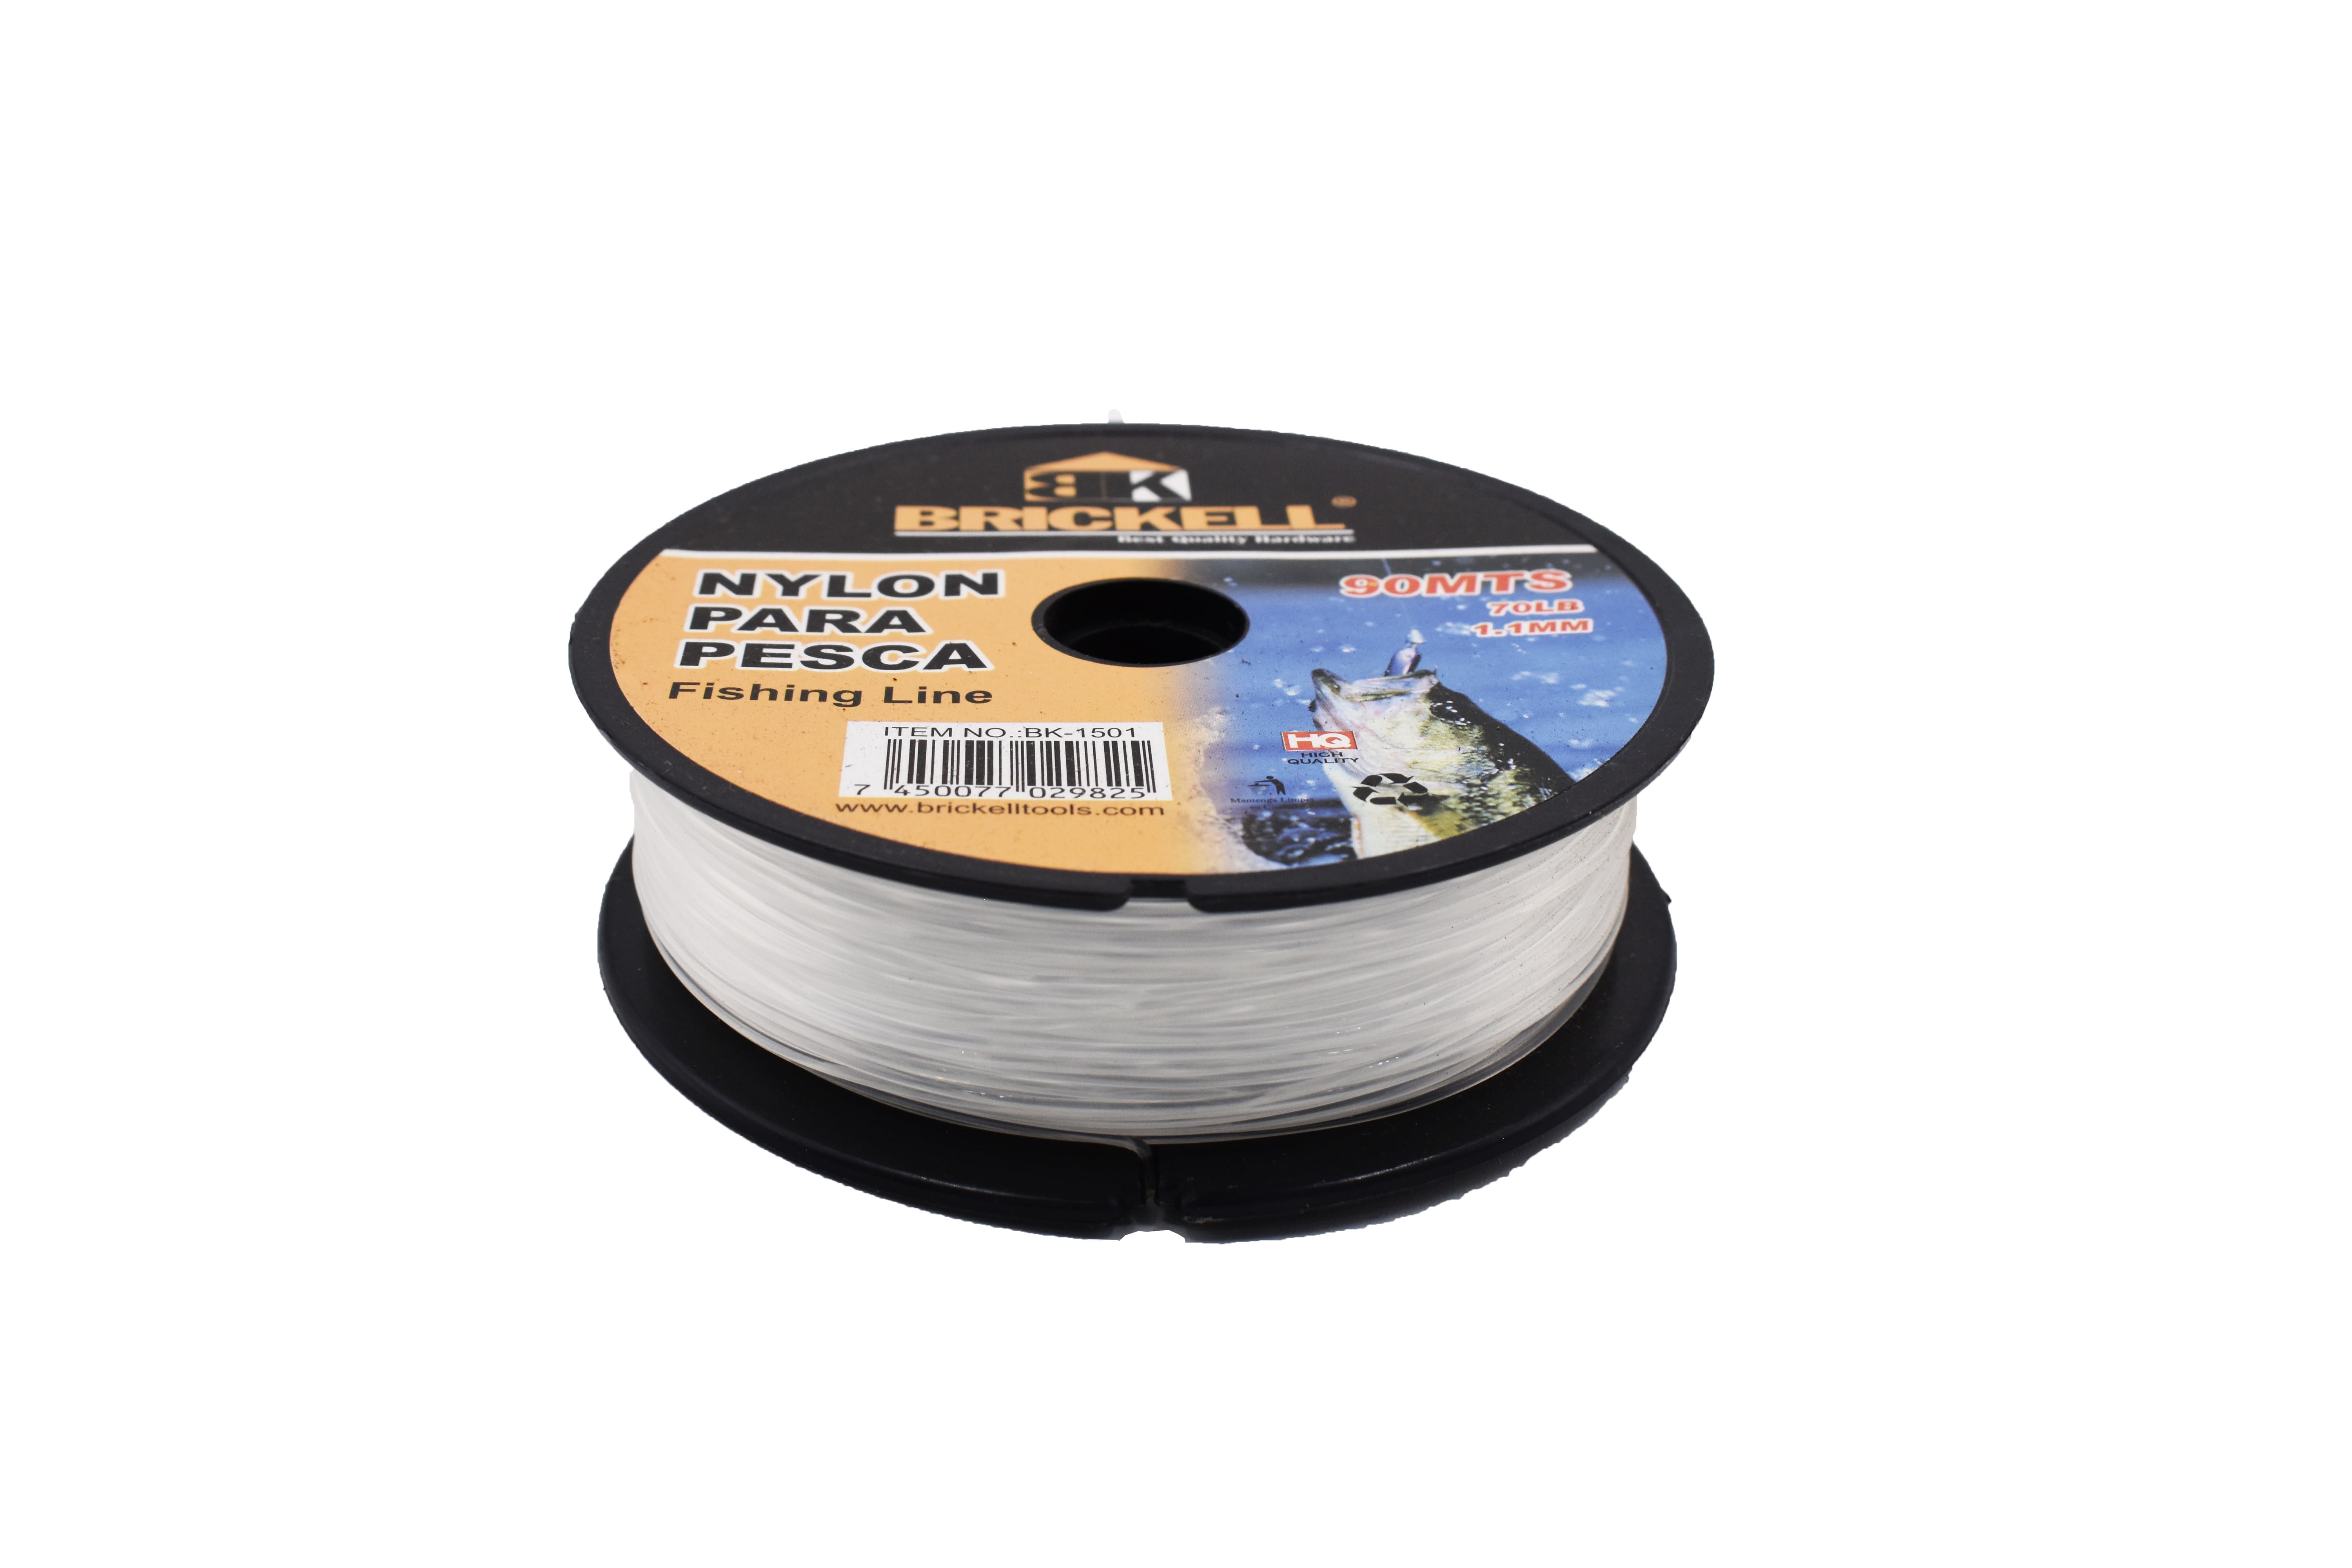 BK
BRICKELL®
Best Quality Hardware
NYLON
PARA
PESCA
Fishing Line
90MTS
70LB
1.1MM
ITEM NO.:BK-1501
7 450077 029825
www.brickelltools.com
HQ
HIGH
QUALITY